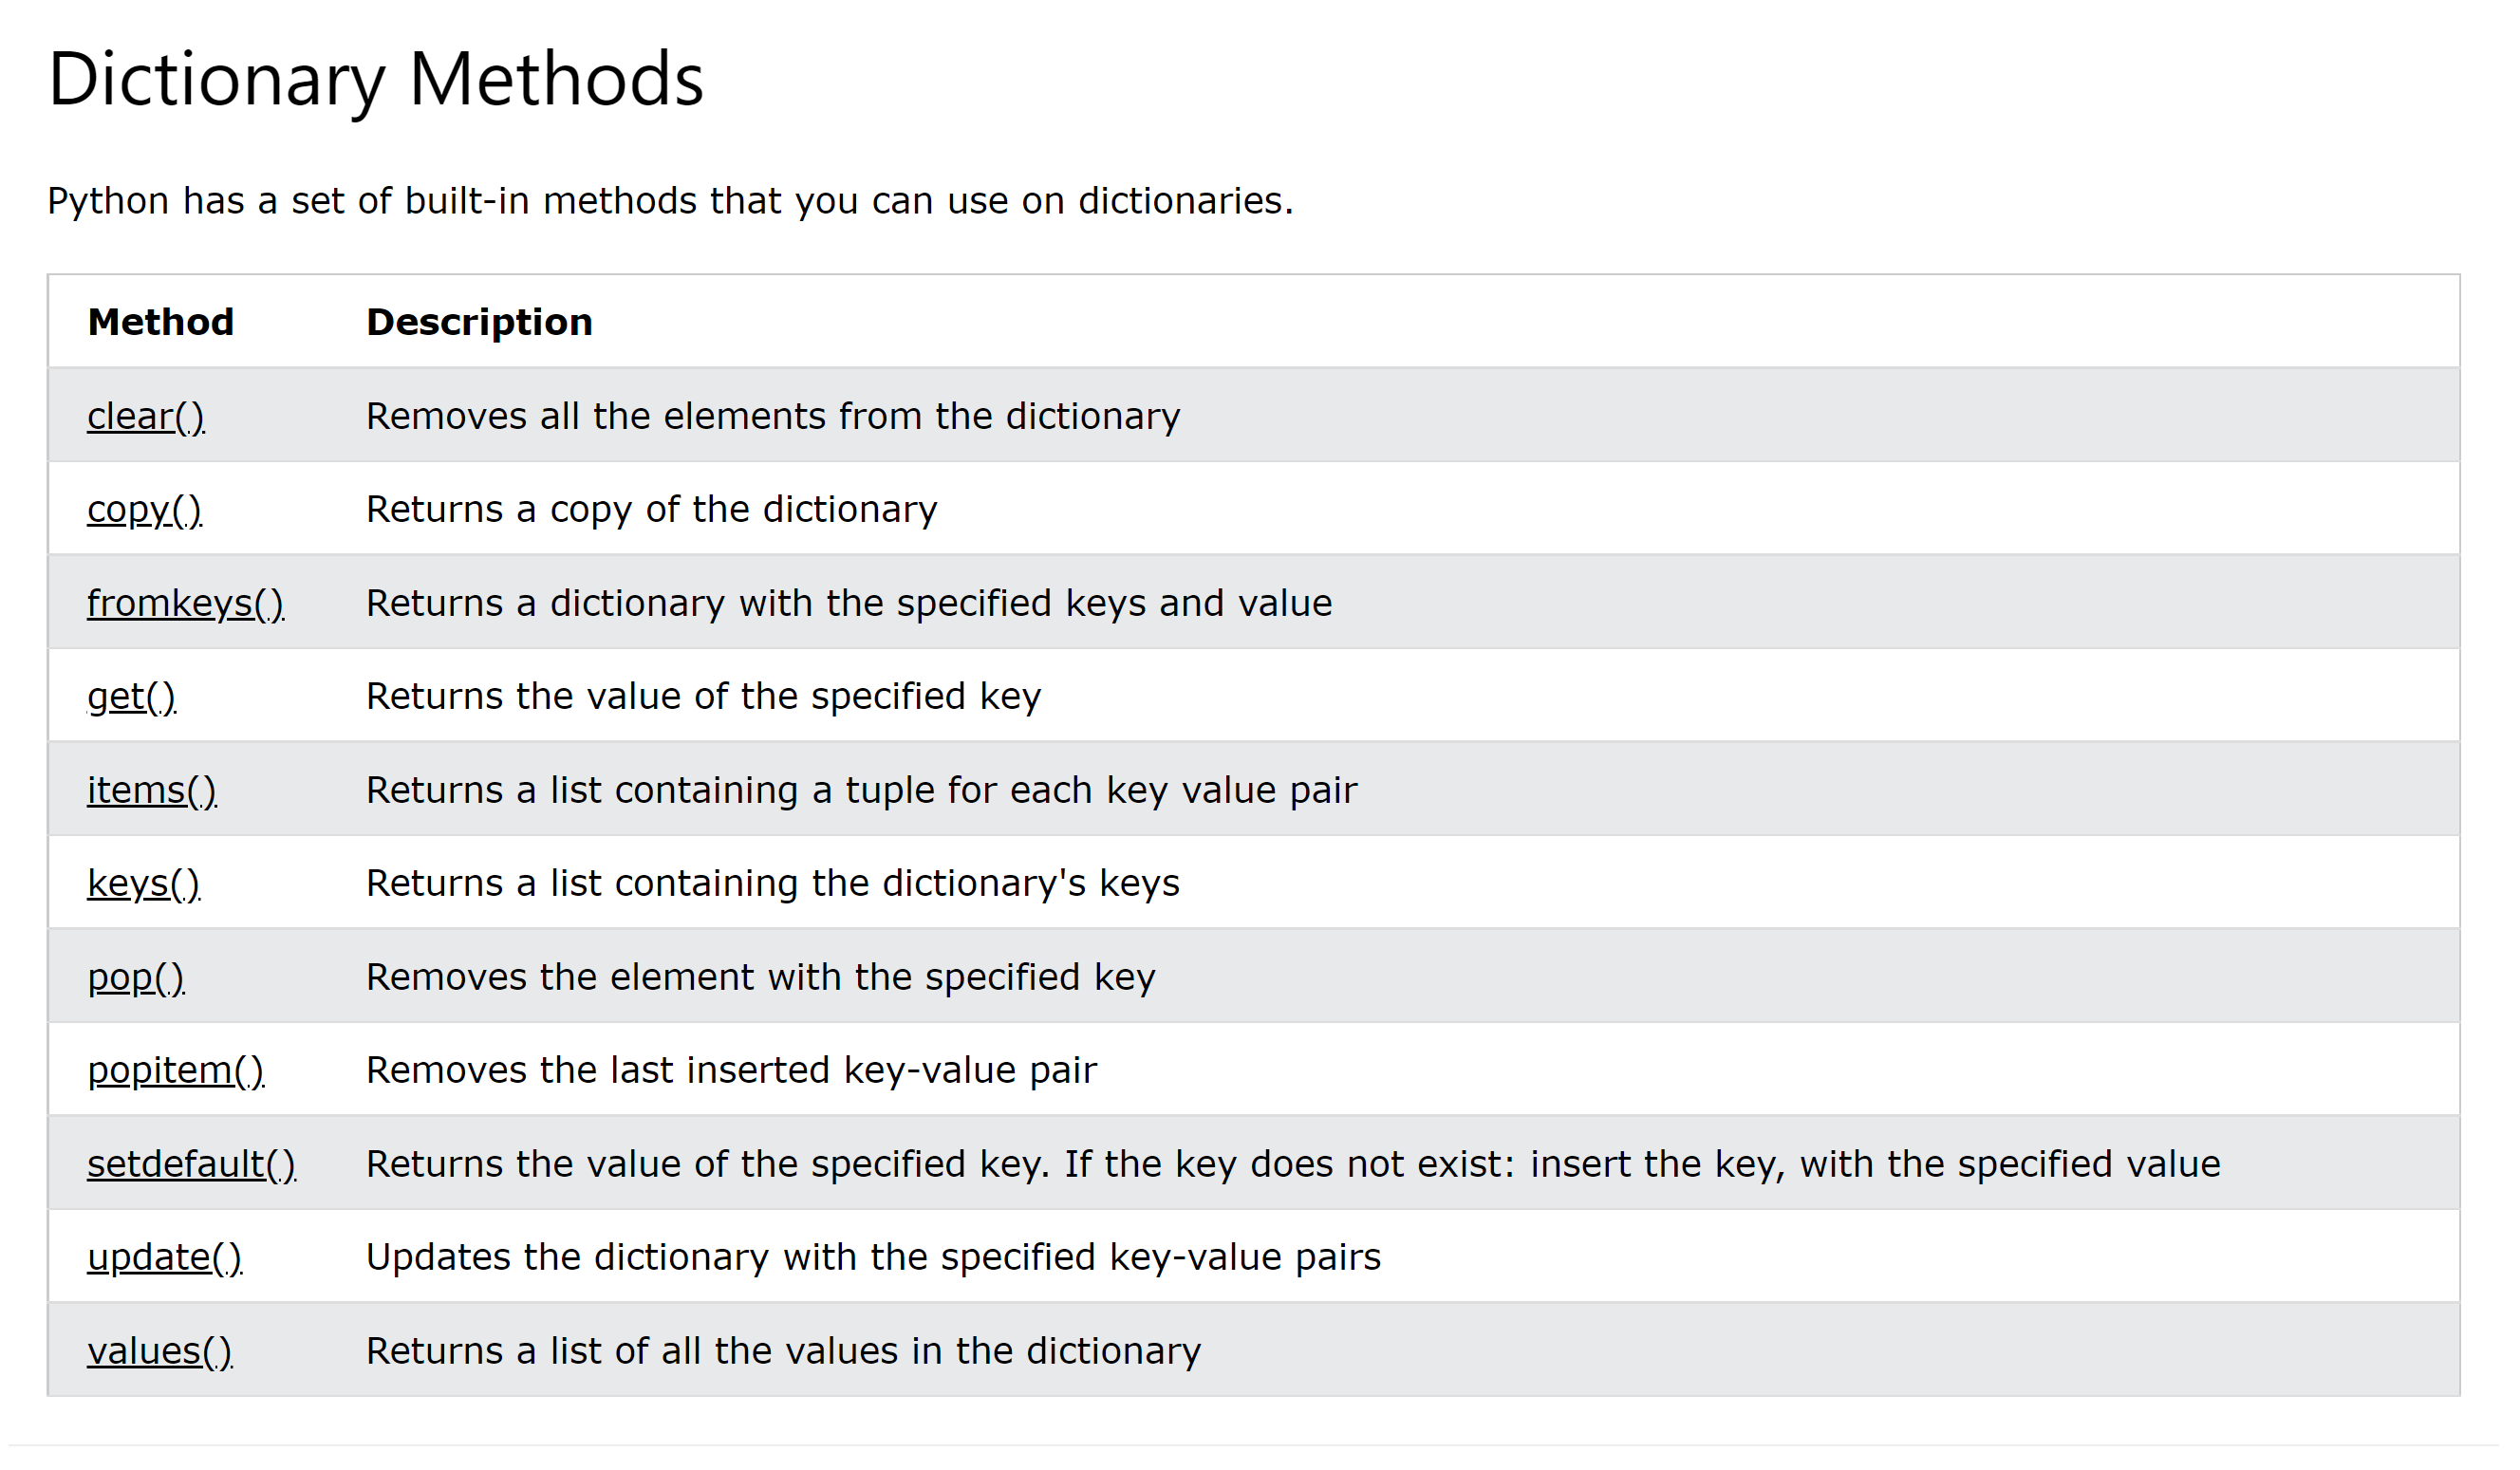 Dictionary Methods
Python has a set of built-in methods that you can use on dictionaries.
Method Description
clear() Removes all the elements from the dictionary
copy() Returns a copy of the dictionary
fromkeys() Returns a dictionary with the specified keys and value
get() Returns the value of the specified key
items() Returns a list containing a tuple for each key value pair
keys() Returns a list containing the dictionary's keys
pop() Removes the element with the specified key
popitem() Removes the last inserted key-value pair
setdefault() Returns the value of the specified key. If the key does not exist: insert the key, with the specified value
update() Updates the dictionary with the specified key-value pairs
values() Returns a list of all the values in the dictionary